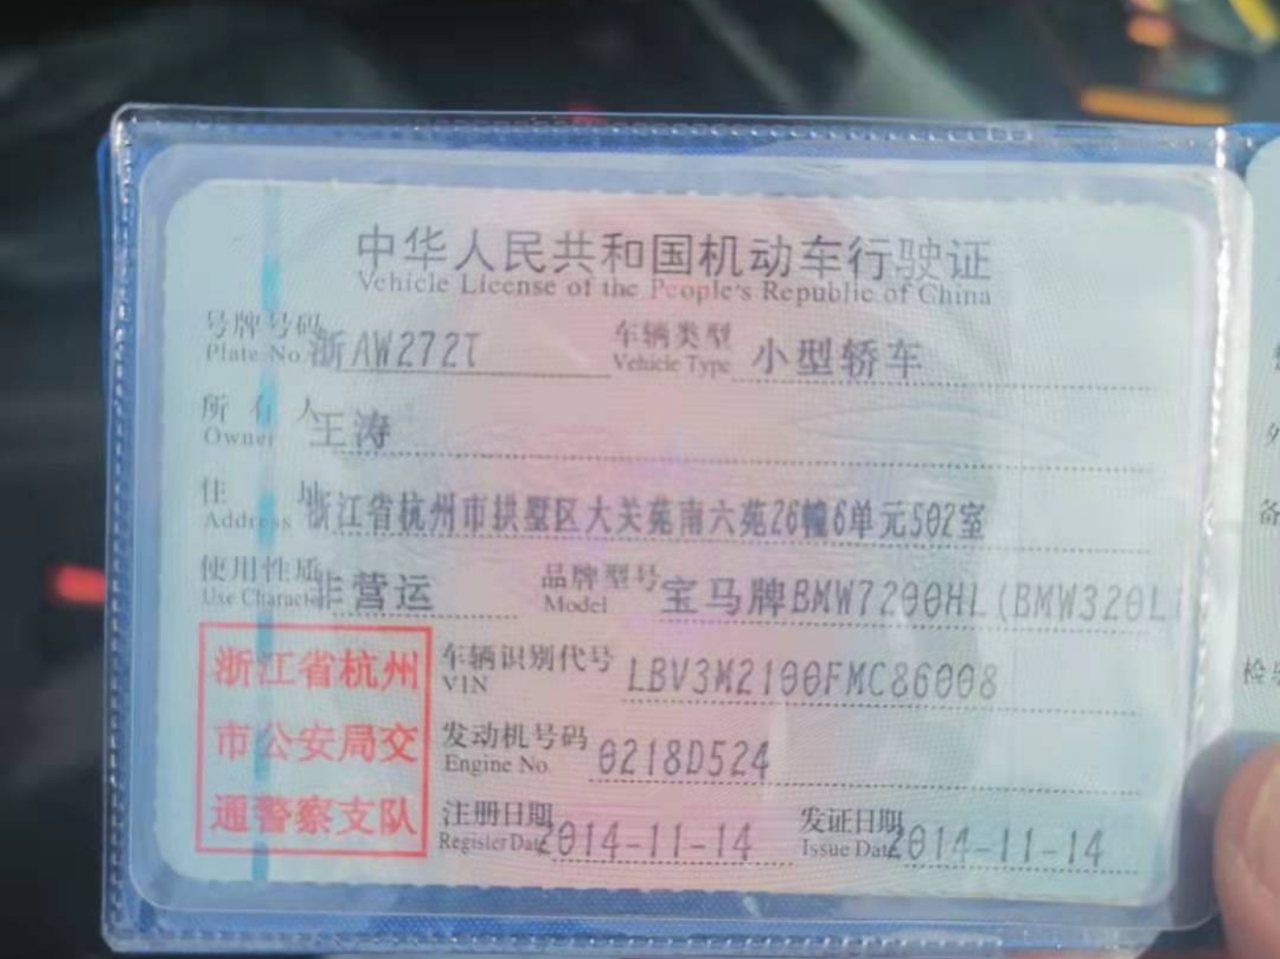 中华人民共和国机动车行驶证
Vehicle License of the People's Republic of China
号牌号码 浙AW272T 车辆类型 小型轿车
Plate No. Vehicle Type
所有人 王涛
Owner
住址 浙江省杭州市拱墅区大关苑南六苑26幢6单元502室
Address
使用性质 非营运 品牌型号 宝马牌BMW7200HL(BMW320L
Use Character Model
浙江省杭州
市公安局交
通警察支队
车辆识别代号 LBV3M2100FMC86008
VIN
发动机号码 0218D524
Engine No.
注册日期 2014-11-14 发证日期 2014-11-14
Register Date Issue Date
备
检验